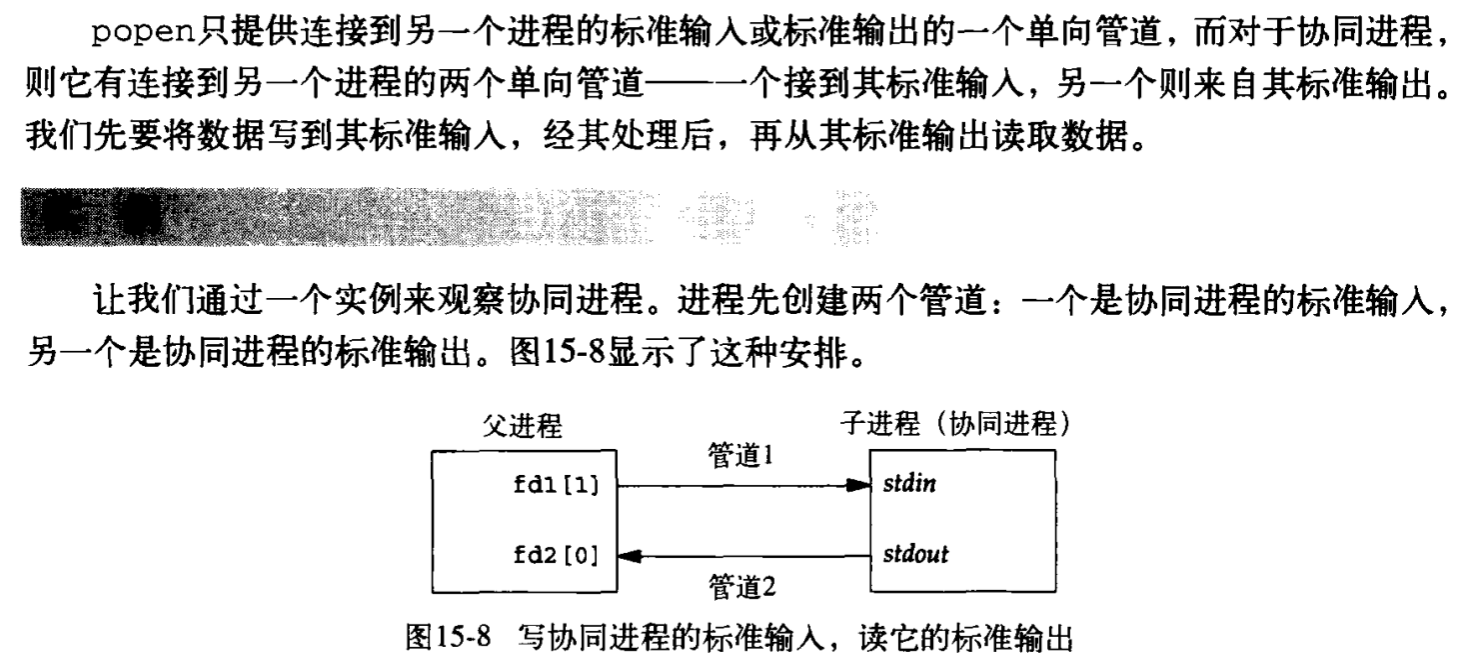 popen只提供连接到另一个进程的标准输入或标准输出的一个单向管道，而对于协同进程，
则它有连接到另一个进程的两个单向管道——一个接到其标准输入，另一个则来自其标准输出。
我们先要将数据写到其标准输入，经其处理后，再从其标准输出读取数据。
让我们通过一个实例来观察协同进程。进程先创建两个管道：一个是协同进程的标准输入，
另一个是协同进程的标准输出。图15-8显示了这种安排。
父进程 子进程（协同进程）
管道1
fd1[1] stdin
fd2[0] stdout
管道2
图15-8 写协同进程的标准输入，读它的标准输出